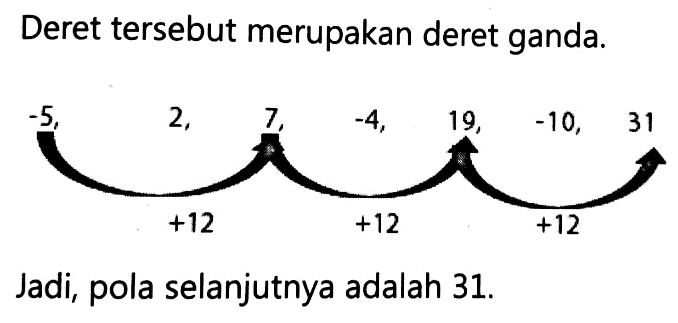 Deret tersebut merupakan deret ganda.
-5, 2, 7, -4, 19, -10, 31
+12 +12 +12
Jadi, pola selanjutnya adalah 31.